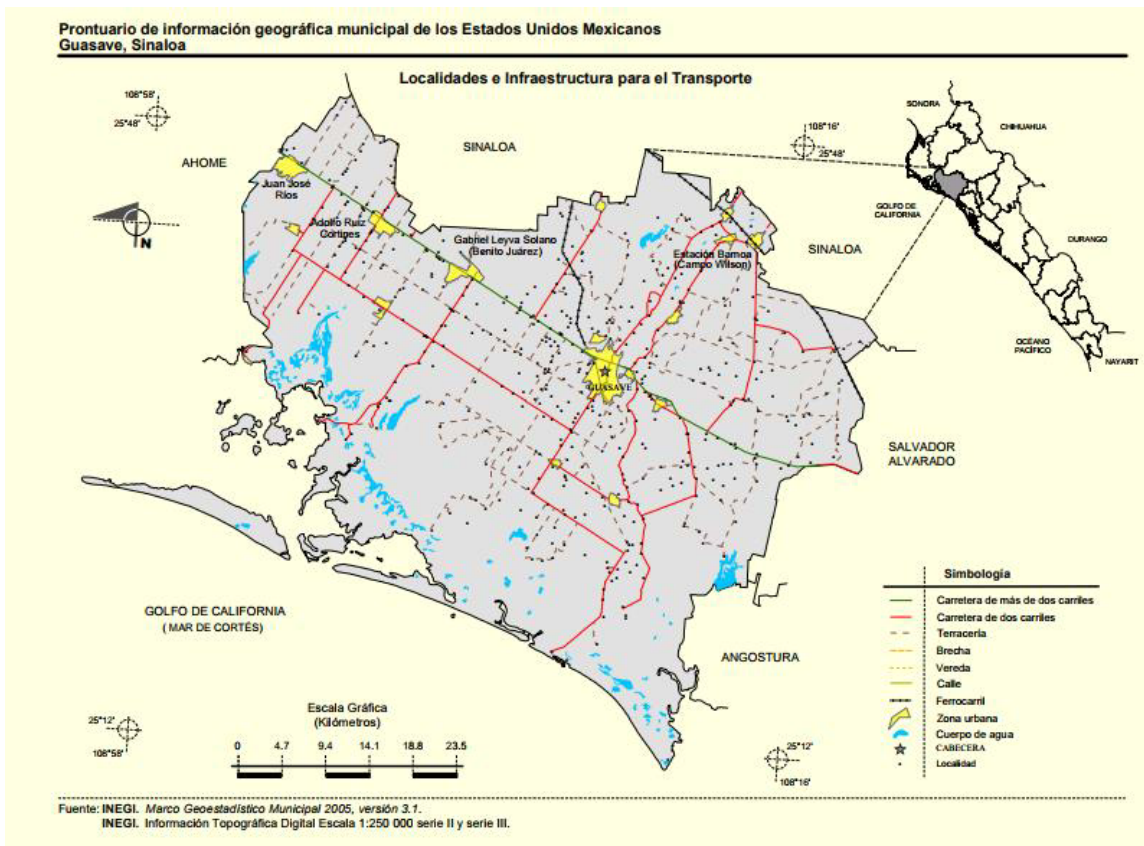 Prontuario de información geográfica municipal de los Estados Unidos Mexicanos
Guasave, Sinaloa
Localidades e Infraestructura para el Transporte
108°58'
25°48'
108°16'
25°48'
SONORA
CHIHUAHUA
AHOME
SINALOA
Juan José
Ríos
GOLFO DE
CALIFORNIA
N
Adolfo Ruiz
Cortines
Gabriel Leyva Solano
(Benito Juárez)
Estación Bamoa
(Campo Wilson)
SINALOA
DURANGO
OCÉANO
PACÍFICO
NAYARIT
GUASAVE
SALVADOR
ALVARADO
GOLFO DE CALIFORNIA
( MAR DE CORTÉS)
ANGOSTURA
Simbología
Carretera de más de dos carriles
Carretera de dos carriles
Terracería
Brecha
Vereda
Calle
Ferrocarril
Zona urbana
Cuerpo de agua
CABECERA
Localidad
Escala Gráfica
(Kilómetros)
0 4.7 9.4 14.1 18.8 23.5
25°12'
108°58'
25°12'
108°16'
Fuente: INEGI. Marco Geoestadístico Municipal 2005, versión 3.1.
INEGI. Información Topográfica Digital Escala 1:250 000 serie II y serie III.